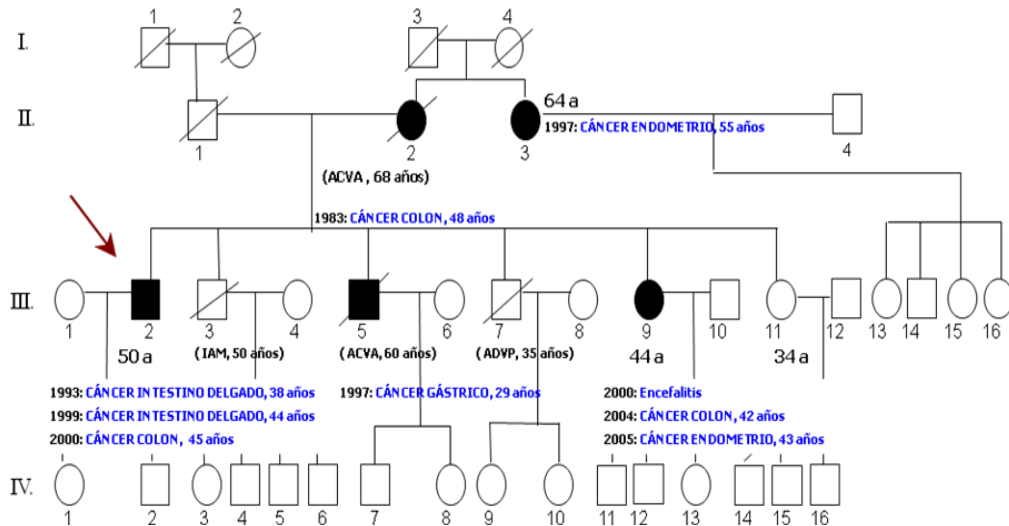 1 2 3 4
I.
64 a
II.
1997: CÁNCER ENDOMETRIO, 55 años
1 2 3 4
(ACVA , 68 años)
1983: CÁNCER COLON, 48 años
III.
1 2 3 4 5 6 7 8 9 10 11 12 13 14 15 16
50 a (IAM, 50 años) (ACVA, 60 años) (ADVP, 35 años) 44 a 34 a
1993: CÁNCER INTESTINO DELGADO, 38 años 1997: CÁNCER GÁSTRICO, 29 años 2000: Encefalitis
1999: CÁNCER INTESTINO DELGADO, 44 años 2004: CÁNCER COLON, 42 años
2000: CÁNCER COLON, 45 años 2005: CÁNCER ENDOMETRIO, 43 años
IV.
1 2 3 4 5 6 7 8 9 10 11 12 13 14 15 16